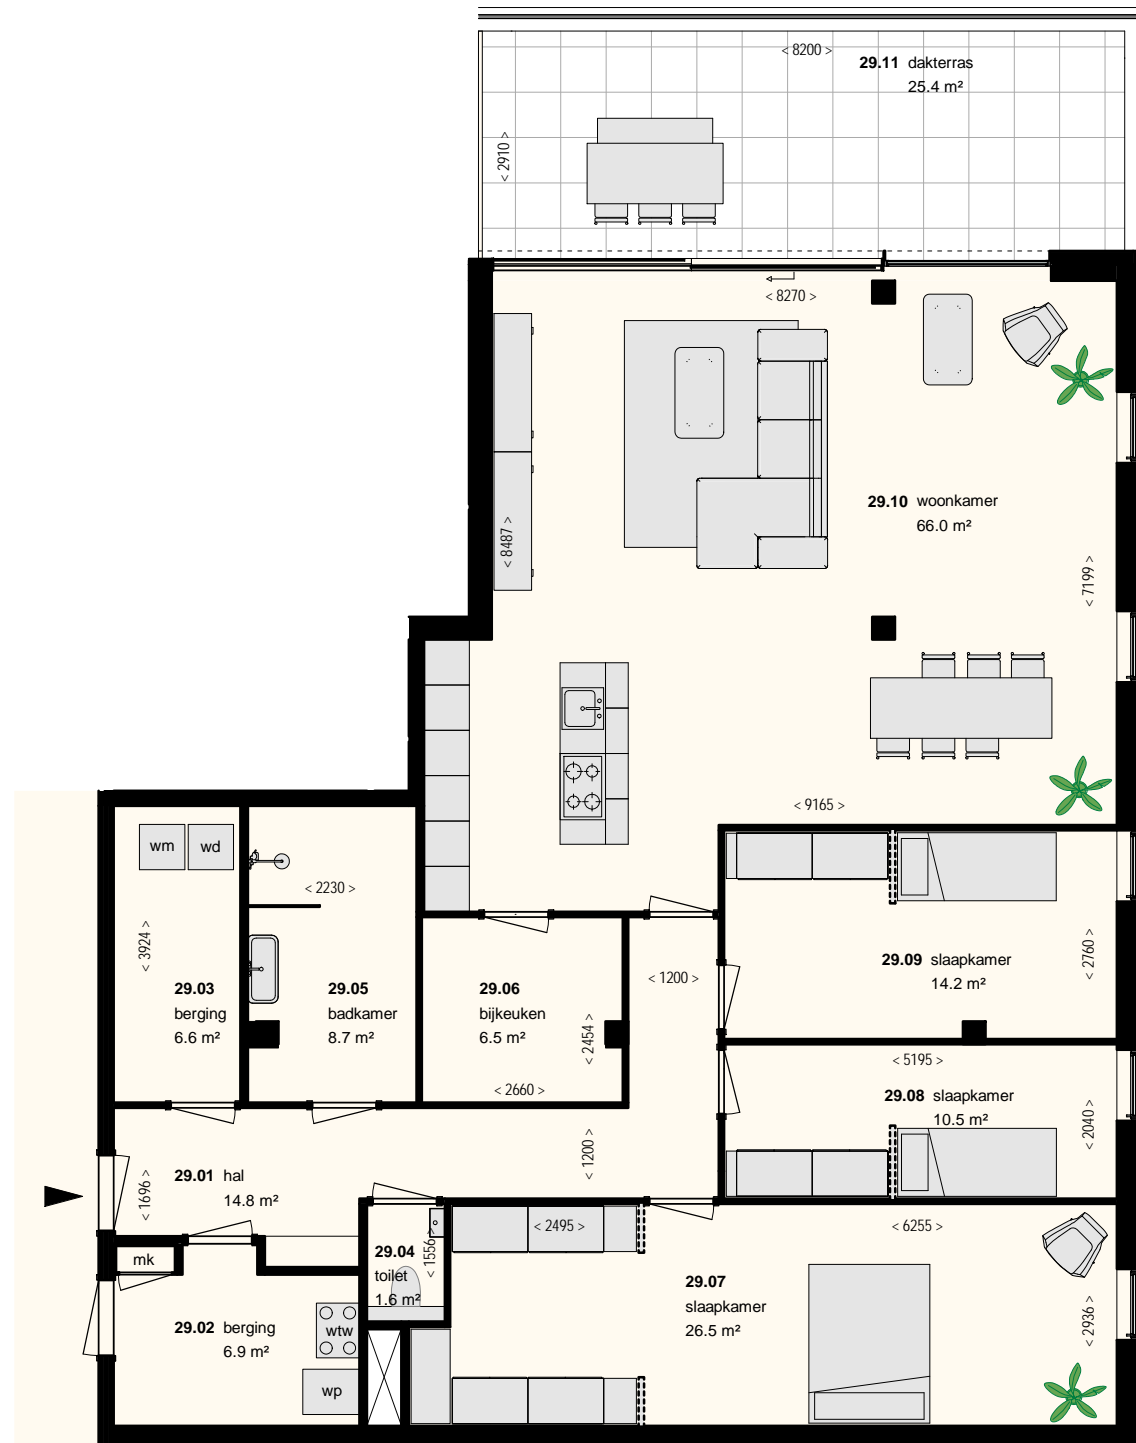 < 8200 >
29.11 dakterras
25.4 m²
< 2910 >
< 8270 >
29.10 woonkamer
66.0 m²
< 8487 >
< 7199 >
< 9165 >
wm wd
< 2230 >
< 3924 >
29.03
berging
6.6 m²
29.05
badkamer
8.7 m²
29.06
bijkeuken
6.5 m²
< 2454 >
< 2660 >
< 1200 >
29.09 slaapkamer
14.2 m²
< 2760 >
< 5195 >
29.08 slaapkamer
10.5 m²
< 2040 >
< 1200 >
29.01 hal
14.8 m²
< 1696 >
mk
29.04
toilet
1.6 m²
< 1556 >
< 2495 >
< 6255 >
29.07
slaapkamer
26.5 m²
< 2936 >
29.02 berging
6.9 m²
wtw
wp